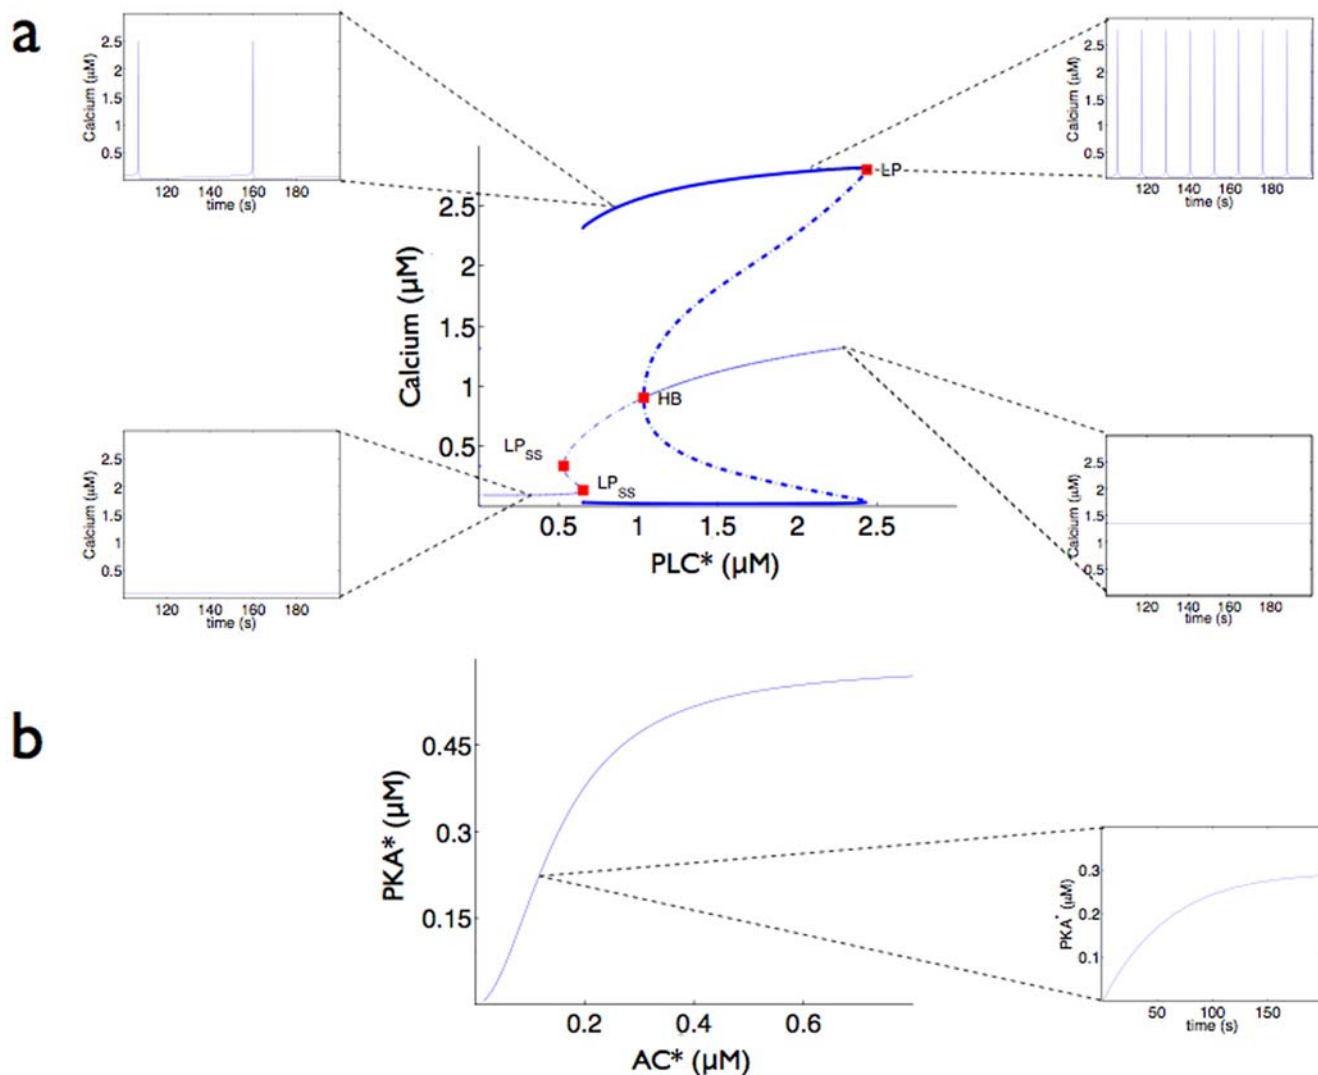 a
2.5
2
1.5
1
0.5
Calcium (µM)
120 140 160 180
time (s)
2.5
2
1.5
1
0.5
Calcium (µM)
120 140 160 180
time (s)
2.5
2
1.5
1
0.5
Calcium (µM)
LP
HB
LPSS
LPSS
0.5 1 1.5 2 2.5
PLC* (µM)
2.5
2
1.5
1
0.5
Calcium (µM)
120 140 160 180
time (s)
2.5
2
1.5
1
0.5
Calcium (µM)
120 140 160 180
time (s)
b
0.45
0.3
0.15
PKA* (µM)
0.2 0.4 0.6
AC* (µM)
0.3
0.2
0.1
PKA* (µM)
50 100 150
time (s)